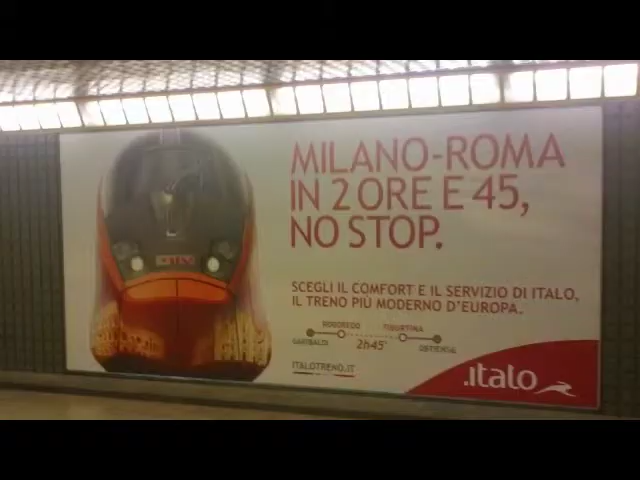 MILANO-ROMA
IN 2 ORE E 45,
NO STOP.
SCEGLI IL COMFORT E IL SERVIZIO DI ITALO,
IL TRENO PIÙ MODERNO D'EUROPA.
ROGOREDO TIBURTINA
GARIBALDI 2h45' OSTIENSE
ITALOTRENO.IT
.italo